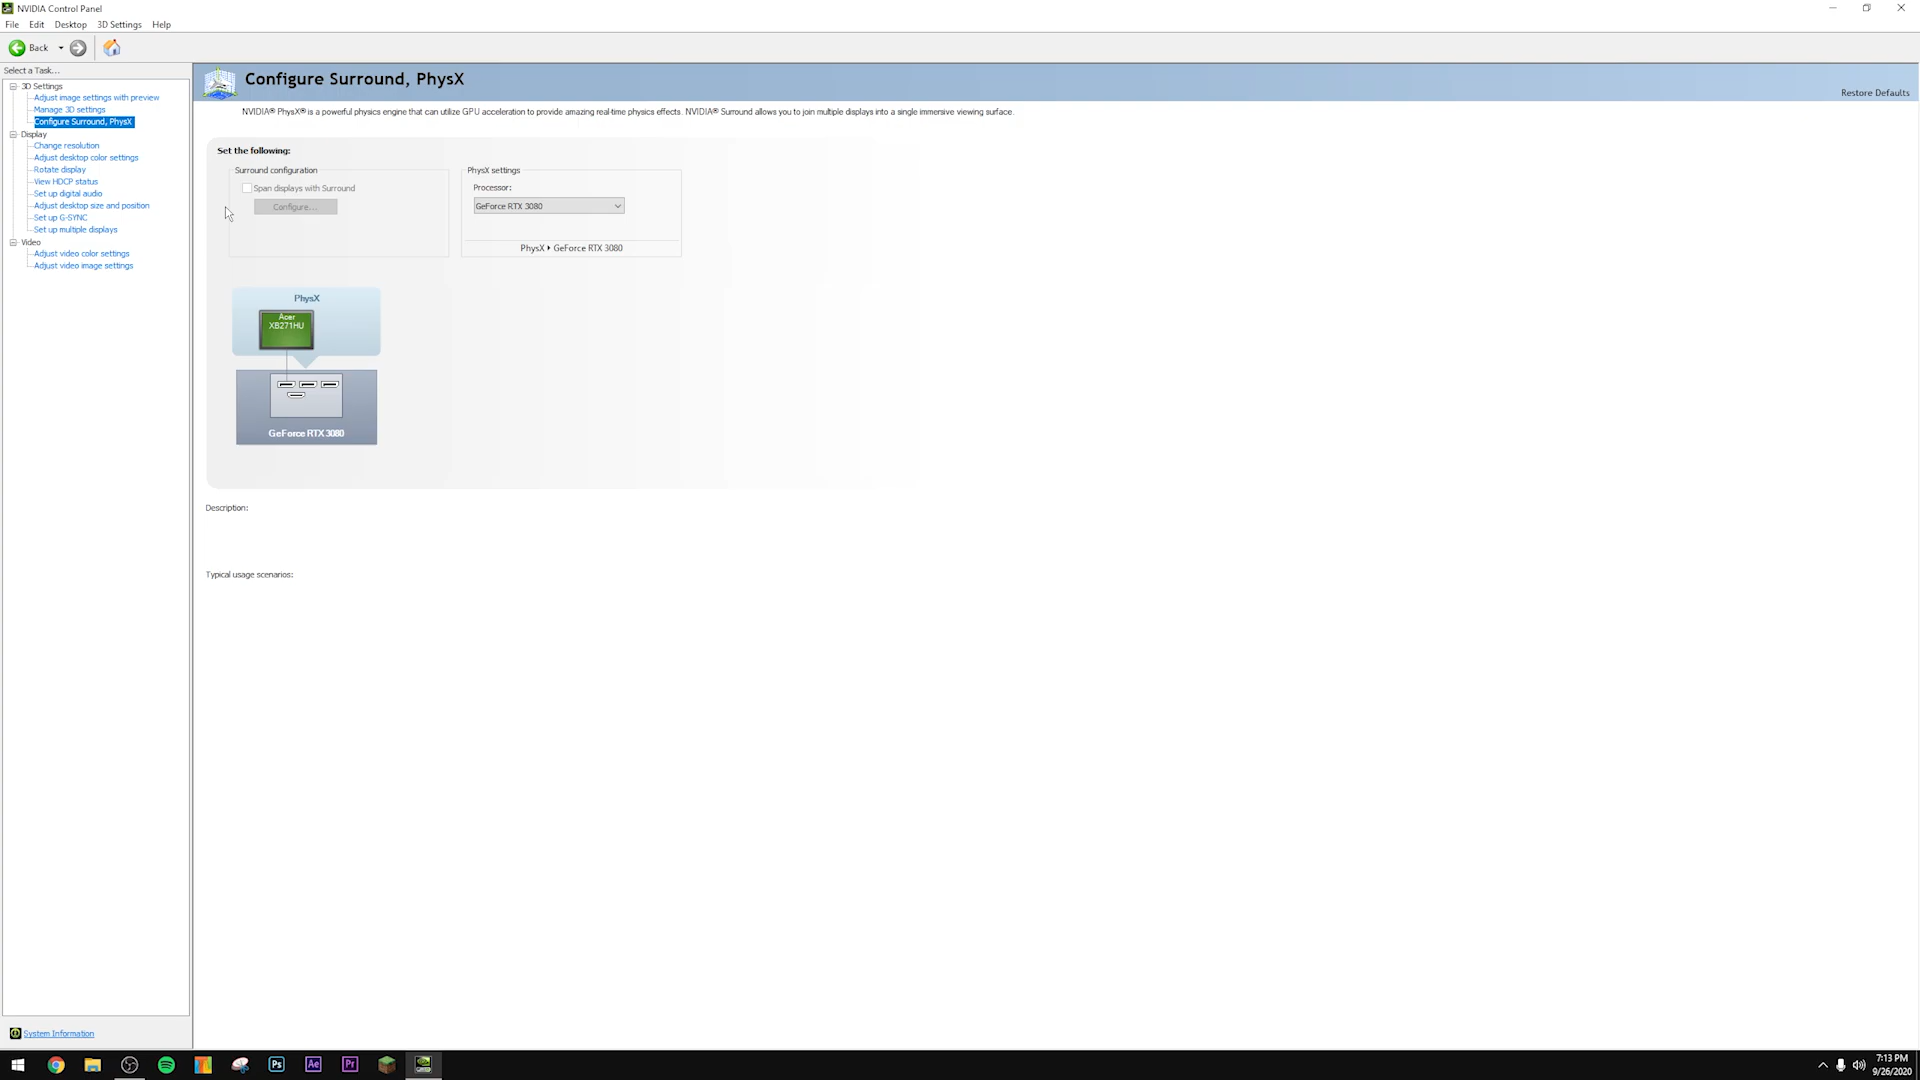 NVIDIA Control Panel
File Edit Desktop 3D Settings Help
Back
Select a Task...
3D Settings
Adjust image settings with preview
Manage 3D settings
Configure Surround, PhysX
Display
Change resolution
Adjust desktop color settings
Rotate display
View HDCP status
Set up digital audio
Adjust desktop size and position
Set up G-SYNC
Set up multiple displays
Video
Adjust video color settings
Adjust video image settings
System Information
Configure Surround, PhysX
Restore Defaults
NVIDIA® PhysX® is a powerful physics engine that can utilize GPU acceleration to provide amazing real-time physics effects. NVIDIA® Surround allows you to join multiple displays into a single immersive viewing surface.
Set the following:
Surround configuration
Span displays with Surround
Configure...
PhysX settings
Processor:
GeForce RTX 3080
PhysX GeForce RTX 3080
PhysX
Acer
XB271HU
GeForce RTX 3080
Description:
Typical usage scenarios:
Ps
Ae
Pr
7:13 PM
9/26/2020